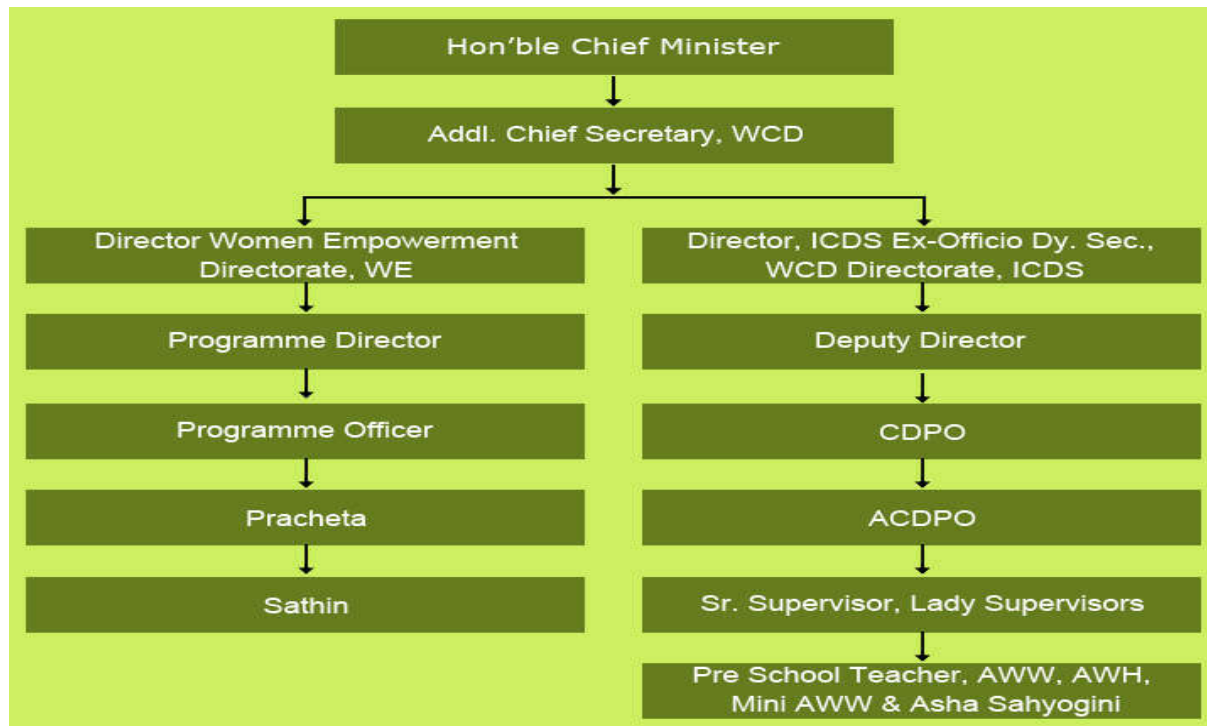 Hon'ble Chief Minister
Addl. Chief Secretary, WCD
Director Women Empowerment
Directorate, WE
Programme Director
Programme Officer
Pracheta
Sathin
Director, ICDS Ex-Officio Dy. Sec.,
WCD Directorate, ICDS
Deputy Director
CDPO
ACDPO
Sr. Supervisor, Lady Supervisors
Pre School Teacher, AWW, AWH,
Mini AWW & Asha Sahyogini